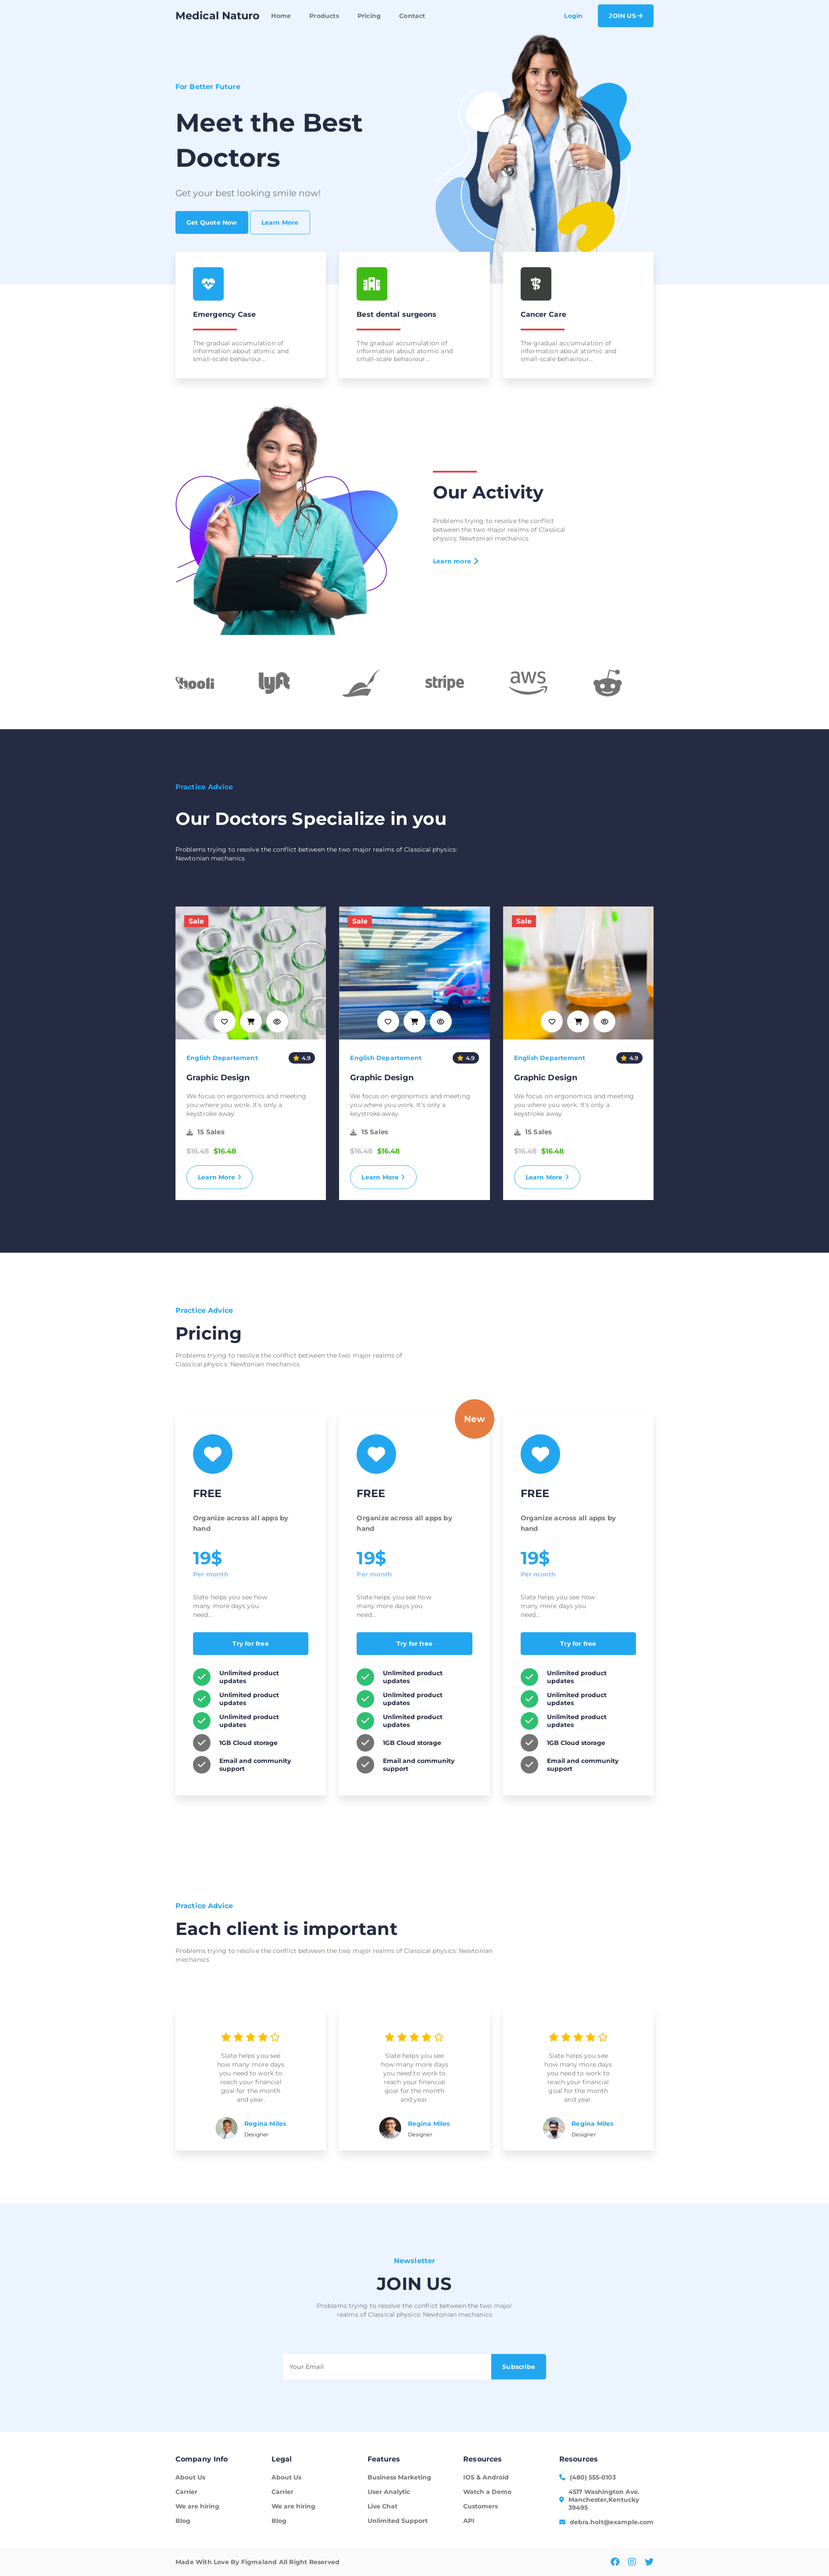 Medical Naturo
Home
Products
Pricing
Contact
Login
JOIN US
For Better Future
Meet the Best
Doctors
Get your best looking smile now!
Get Quote Now
Learn More
Emergency Case
The gradual accumulation of
information about atomic and
small-scale behaviour...
Best dental surgeons
The gradual accumulation of
information about atomic and
small-scale behaviour...
Cancer Care
The gradual accumulation of
information about atomic and
small-scale behaviour...
Our Activity
Problems trying to resolve the conflict
between the two major realms of Classical
physics: Newtonian mechanics
Learn more
hooli
lyft
stripe
aws
Practice Advice
Our Doctors Specialize in you
Problems trying to resolve the conflict between the two major realms of Classical physics:
Newtonian mechanics
Sale
English Departement
4.9
Graphic Design
We focus on ergonomics and meeting
you where you work. It's only a
keystroke away.
15 Sales
$16.48 $16.48
Learn More
Sale
English Departement
4.9
Graphic Design
We focus on ergonomics and meeting
you where you work. It's only a
keystroke away.
15 Sales
$16.48 $16.48
Learn More
Sale
English Departement
4.9
Graphic Design
We focus on ergonomics and meeting
you where you work. It's only a
keystroke away.
15 Sales
$16.48 $16.48
Learn More
Practice Advice
Pricing
Problems trying to resolve the conflict between the two major realms of
Classical physics: Newtonian mechanics
FREE
Organize across all apps by
hand
19$
Per month
Slate helps you see how
many more days you
need...
Try for free
Unlimited product
updates
Unlimited product
updates
Unlimited product
updates
1GB Cloud storage
Email and community
support
New
FREE
Organize across all apps by
hand
19$
Per month
Slate helps you see how
many more days you
need...
Try for free
Unlimited product
updates
Unlimited product
updates
Unlimited product
updates
1GB Cloud storage
Email and community
support
FREE
Organize across all apps by
hand
19$
Per month
Slate helps you see how
many more days you
need...
Try for free
Unlimited product
updates
Unlimited product
updates
Unlimited product
updates
1GB Cloud storage
Email and community
support
Practice Advice
Each client is important
Problems trying to resolve the conflict between the two major realms of Classical physics: Newtonian
mechanics
Slate helps you see
how many more days
you need to work to
reach your financial
goal for the month
and year.
Regina Miles
Designer
Slate helps you see
how many more days
you need to work to
reach your financial
goal for the month
and year.
Regina Miles
Designer
Slate helps you see
how many more days
you need to work to
reach your financial
goal for the month
and year.
Regina Miles
Designer
Newsletter
JOIN US
Problems trying to resolve the conflict between the two major
realms of Classical physics: Newtonian mechanics
Your Email
Subscribe
Company Info
About Us
Carrier
We are hiring
Blog
Legal
About Us
Carrier
We are hiring
Blog
Features
Business Marketing
User Analytic
Live Chat
Unlimited Support
Resources
IOS & Android
Watch a Demo
Customers
API
Resources
(480) 555-0103
4517 Washington Ave.
Manchester,Kentucky
39495
debra.holt@example.com
Made With Love By Figmaland All Right Reserved